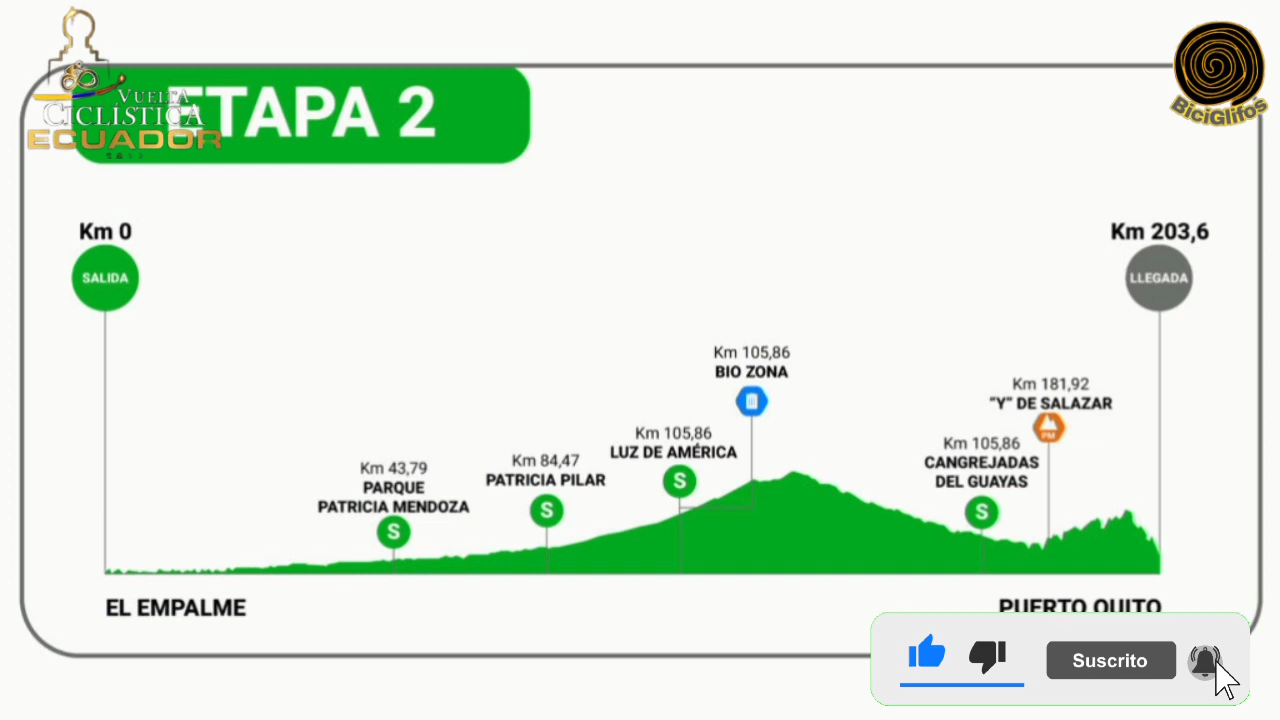 VUELTA
CICLÍSTICA
ECUADOR
ETAPA 2
BiciGlifos
Km 0
SALIDA
Km 203,6
LLEGADA
Km 105,86
BIO ZONA
Km 181,92
“Y” DE SALAZAR
PM
Km 105,86
LUZ DE AMÉRICA
S
Km 105,86
CANGREJADAS
DEL GUAYAS
S
Km 84,47
PATRICIA PILAR
S
Km 43,79
PARQUE
PATRICIA MENDOZA
S
EL EMPALME
PUERTO QUITO
Suscrito